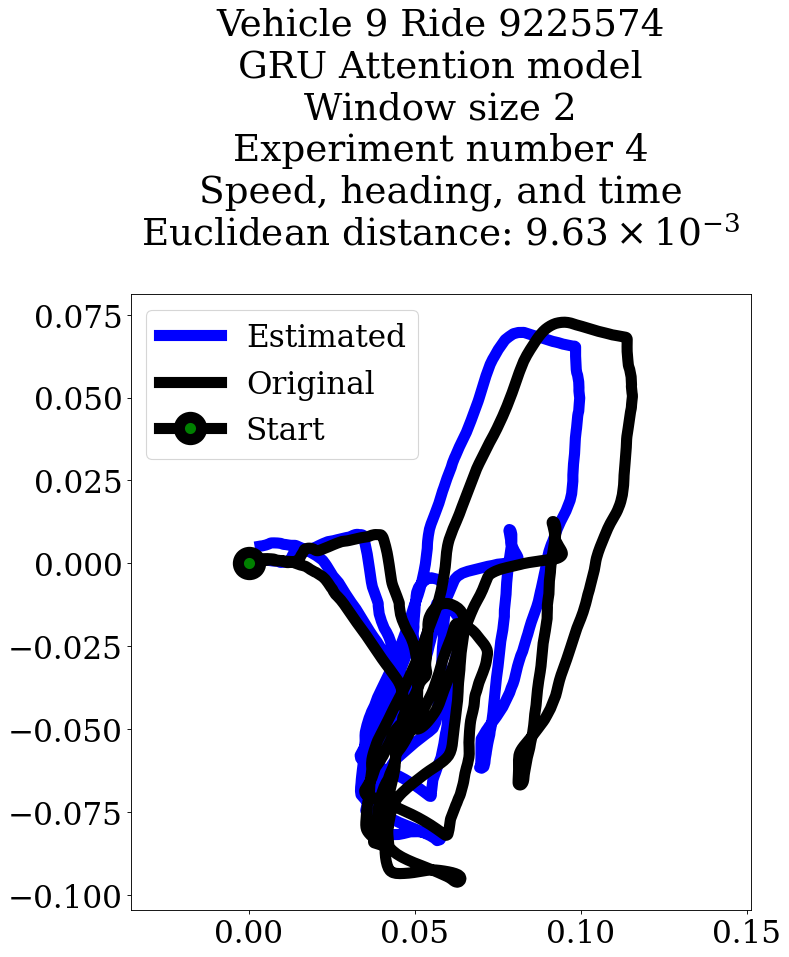 Vehicle 9 Ride 9225574
GRU Attention model
Window size 2
Experiment number 4
Speed, heading, and time
Euclidean distance: 9.63 × 10⁻³
Estimated
Original
Start
0.075
0.050
0.025
0.000
−0.025
−0.050
−0.075
−0.100
0.00 0.05 0.10 0.15